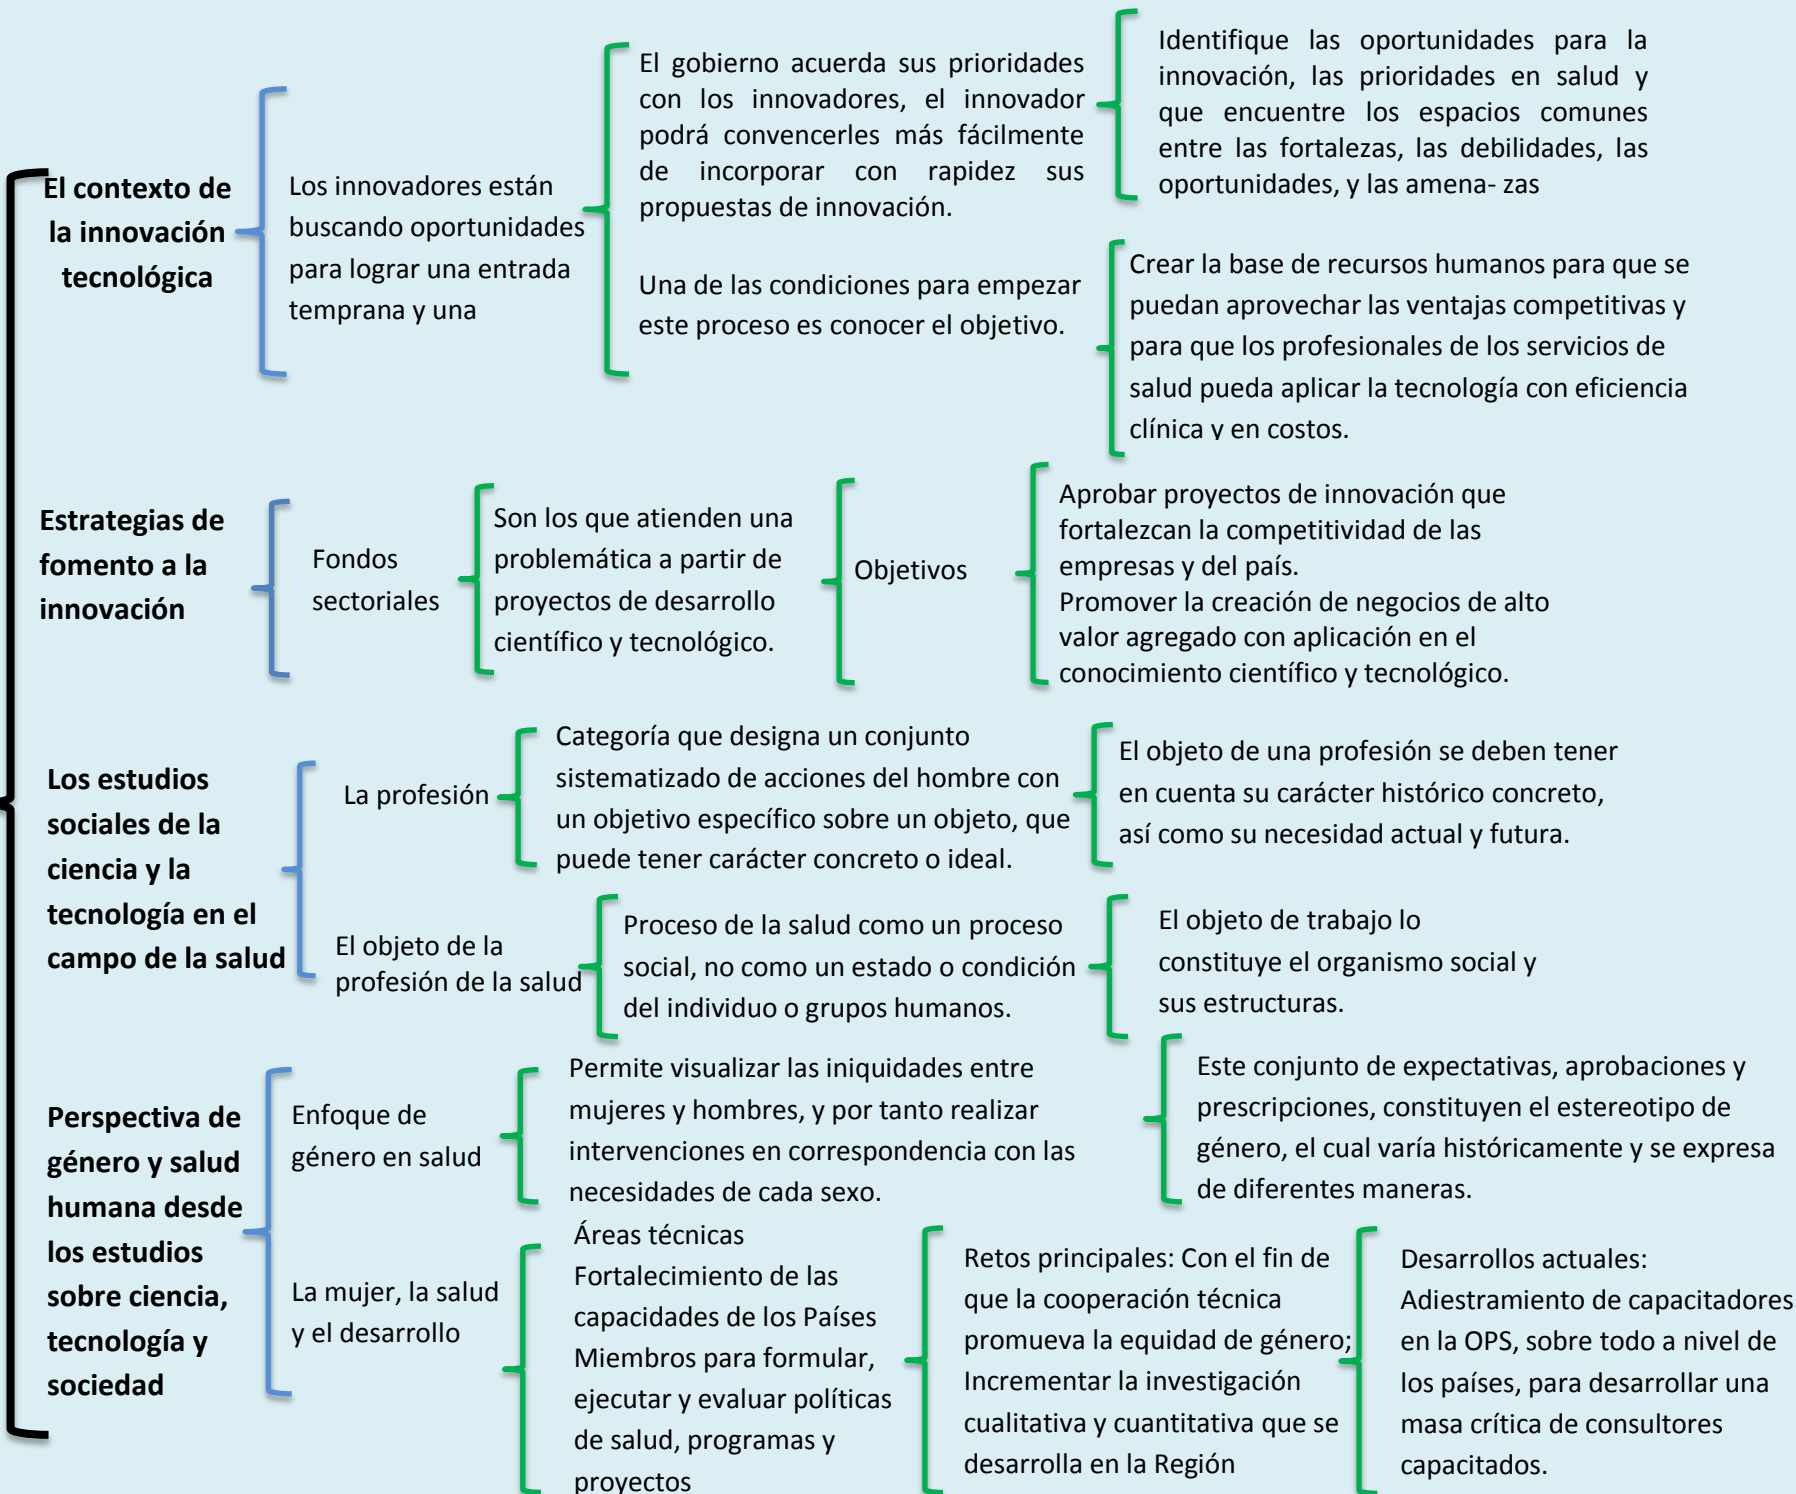 El contexto de
la innovación
tecnológica
Los innovadores están
buscando oportunidades
para lograr una entrada
temprana y una
El gobierno acuerda sus prioridades
con los innovadores, el innovador
podrá convencerles más fácilmente
de incorporar con rapidez sus
propuestas de innovación.
Una de las condiciones para empezar
este proceso es conocer el objetivo.
Identifique las oportunidades para la
innovación, las prioridades en salud y
que encuentre los espacios comunes
entre las fortalezas, las debilidades, las
oportunidades, y las amena- zas
Crear la base de recursos humanos para que se
puedan aprovechar las ventajas competitivas y
para que los profesionales de los servicios de
salud pueda aplicar la tecnología con eficiencia
clínica y en costos.
Estrategias de
fomento a la
innovación
Fondos
sectoriales
Son los que atienden una
problemática a partir de
proyectos de desarrollo
científico y tecnológico.
Objetivos
Aprobar proyectos de innovación que
fortalezcan la competitividad de las
empresas y del país.
Promover la creación de negocios de alto
valor agregado con aplicación en el
conocimiento científico y tecnológico.
Los estudios
sociales de la
ciencia y la
tecnología en el
campo de la salud
La profesión
Categoría que designa un conjunto
sistematizado de acciones del hombre con
un objetivo específico sobre un objeto, que
puede tener carácter concreto o ideal.
El objeto de una profesión se deben tener
en cuenta su carácter histórico concreto,
así como su necesidad actual y futura.
El objeto de la
profesión de la salud
Proceso de la salud como un proceso
social, no como un estado o condición
del individuo o grupos humanos.
El objeto de trabajo lo
constituye el organismo social y
sus estructuras.
Perspectiva de
género y salud
humana desde
los estudios
sobre ciencia,
tecnología y
sociedad
Enfoque de
género en salud
Permite visualizar las iniquidades entre
mujeres y hombres, y por tanto realizar
intervenciones en correspondencia con las
necesidades de cada sexo.
Este conjunto de expectativas, aprobaciones y
prescripciones, constituyen el estereotipo de
género, el cual varía históricamente y se expresa
de diferentes maneras.
La mujer, la salud
y el desarrollo
Áreas técnicas
Fortalecimiento de las
capacidades de los Países
Miembros para formular,
ejecutar y evaluar políticas
de salud, programas y
proyectos
Retos principales: Con el fin de
que la cooperación técnica
promueva la equidad de género;
Incrementar la investigación
cualitativa y cuantitativa que se
desarrolla en la Región
Desarrollos actuales:
Adiestramiento de capacitadores
en la OPS, sobre todo a nivel de
los países, para desarrollar una
masa crítica de consultores
capacitados.